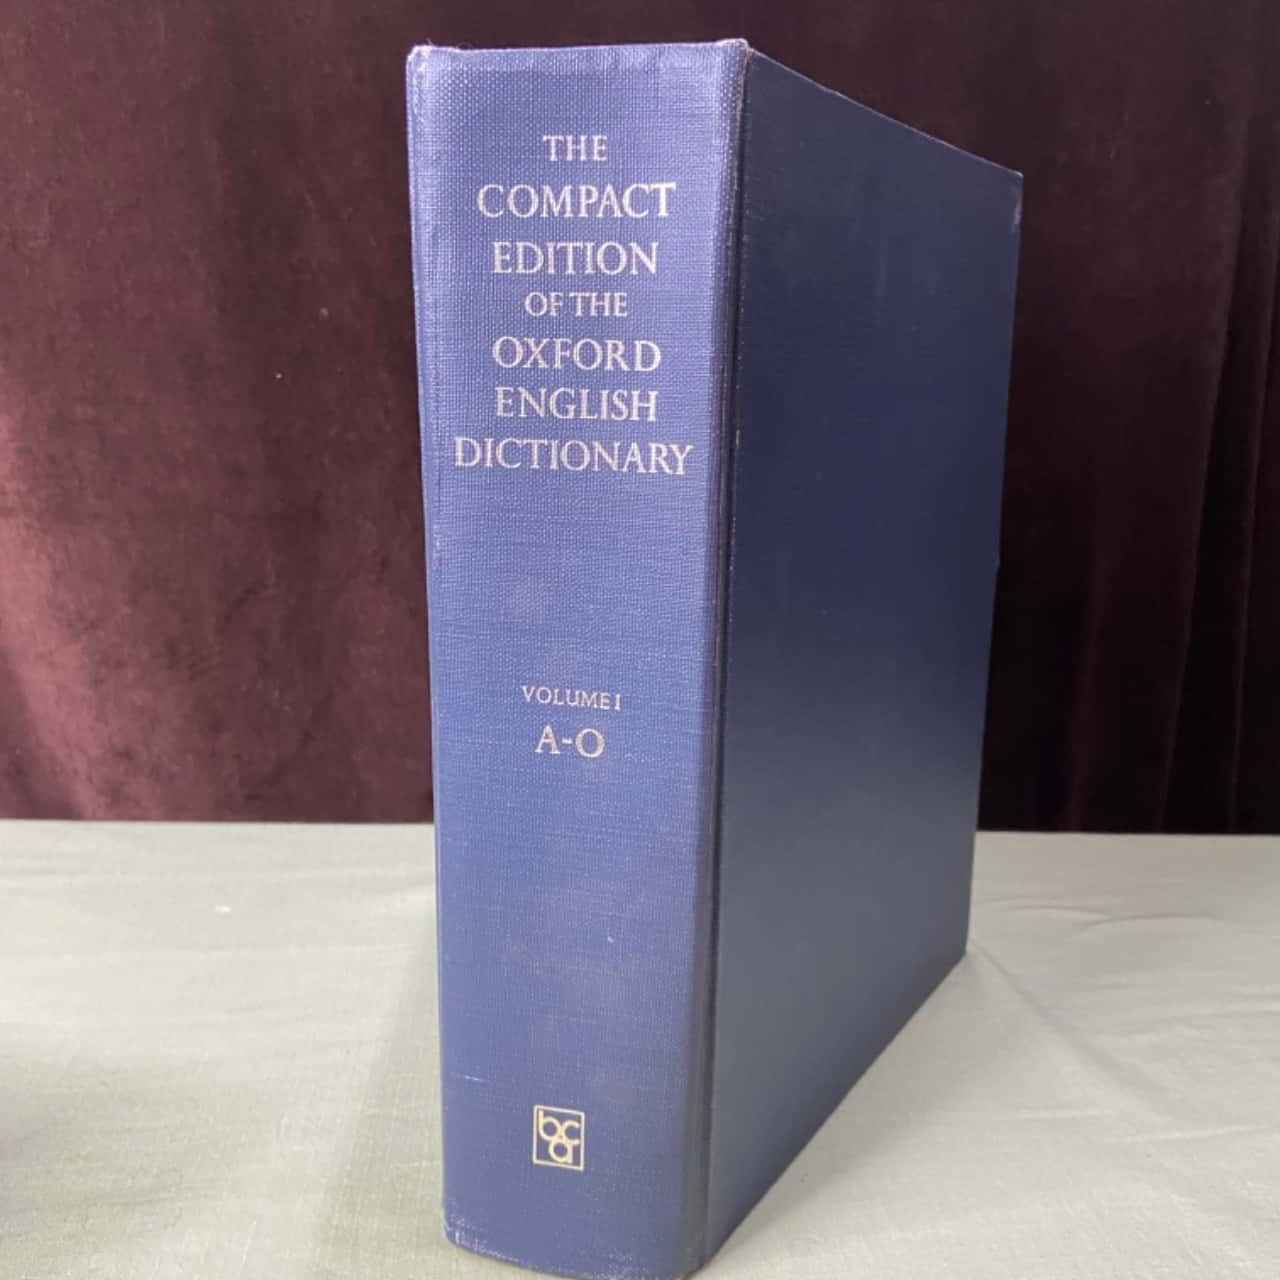 THE
COMPACT
EDITION
OF THE
OXFORD
ENGLISH
DICTIONARY
VOLUME I
A-O
bca